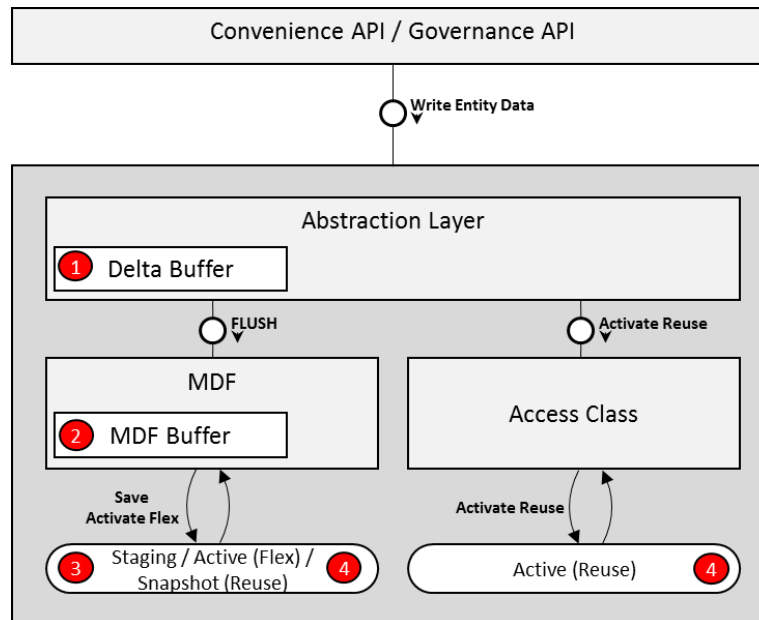 Convenience API / Governance API
Write Entity Data
Abstraction Layer
1 Delta Buffer
FLUSH
Activate Reuse
MDF
2 MDF Buffer
Access Class
Save
Activate Flex
Activate Reuse
3 Staging / Active (Flex) / 4
Snapshot (Reuse)
Active (Reuse) 4